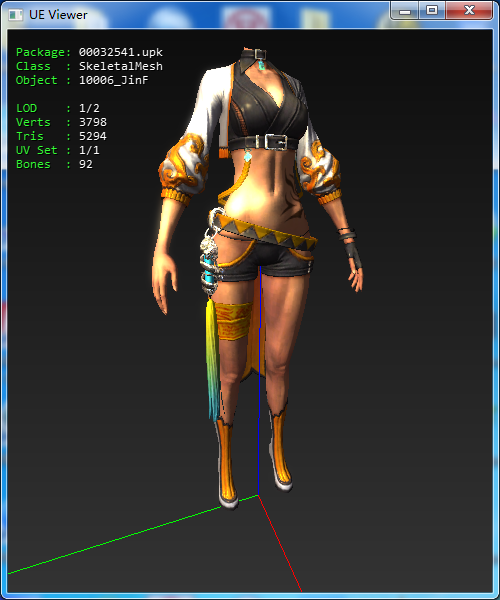 UE Viewer
Package: 00032541.upk
Class : SkeletalMesh
Object : 10006_JinF
LOD : 1/2
Verts : 3798
Tris : 5294
UV Set : 1/1
Bones : 92